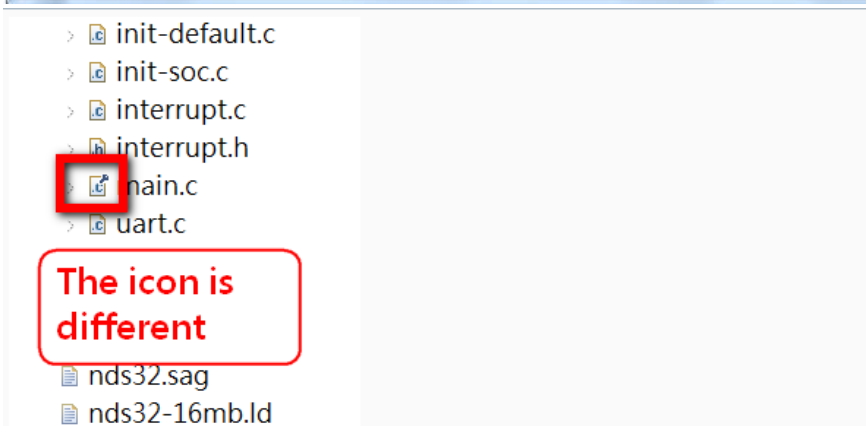 init-default.c
init-soc.c
interrupt.c
interrupt.h
main.c
uart.c
The icon is
different
nds32.sag
nds32-16mb.ld